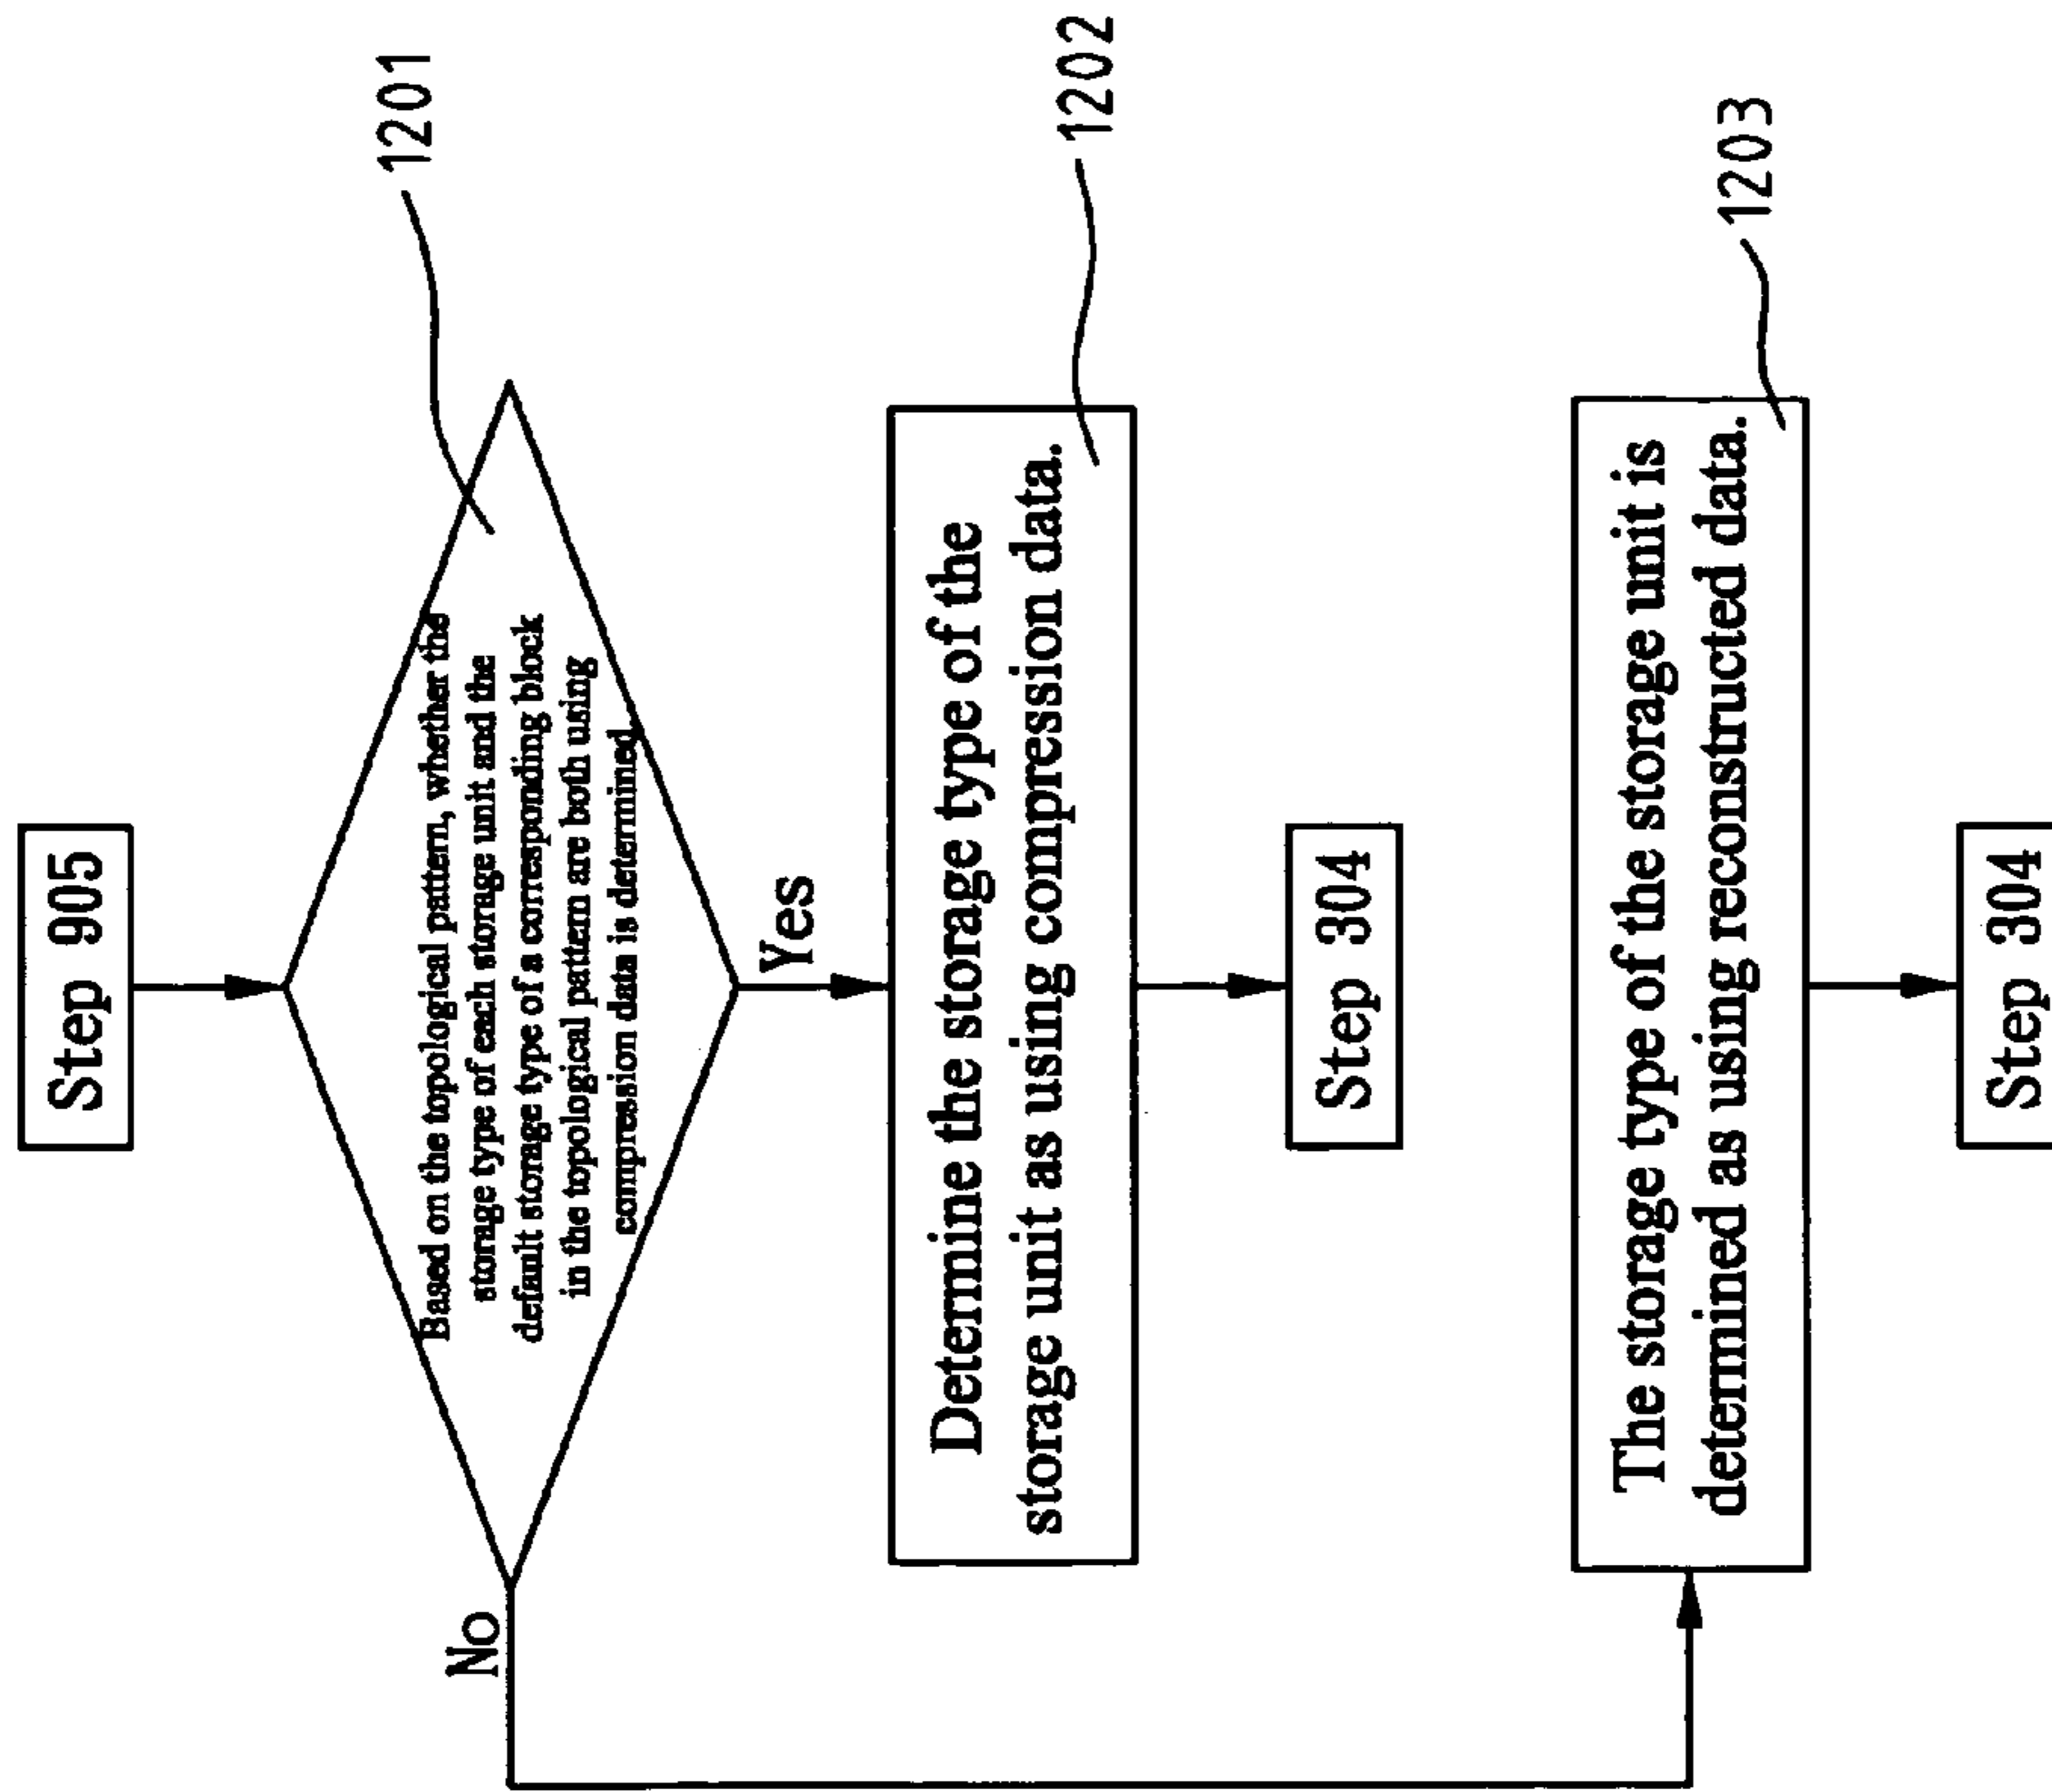 Step 905
Based on the topological pattern, whether the
storage type of each storage unit and the
default storage type of a corresponding block
in the topological pattern are both using
compression data is determined.
1201
No
Yes
Determine the storage type of the
storage unit as using compression data.
1202
Step 304
The storage type of the storage unit is
determined as using reconstructed data.
1203
Step 304